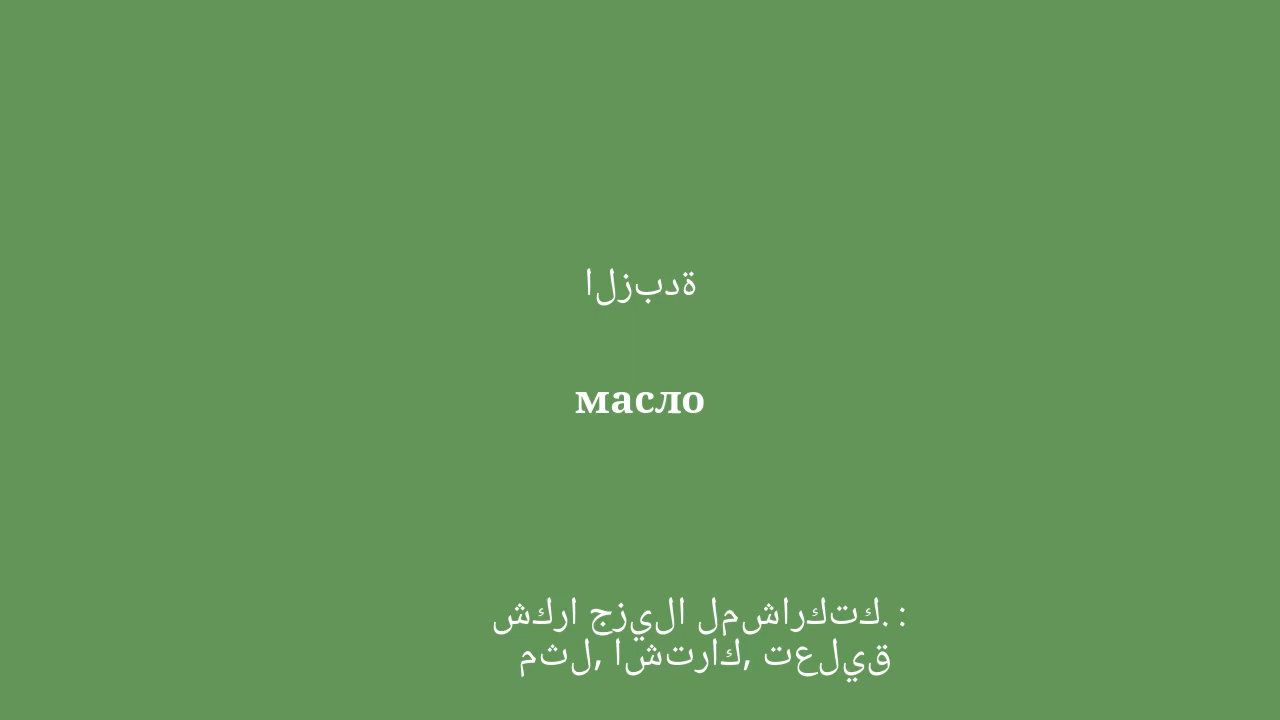 الزبدة
масло
شكرا جزيلا لمشاركتك. :
مثل, اشتراك, تعليق